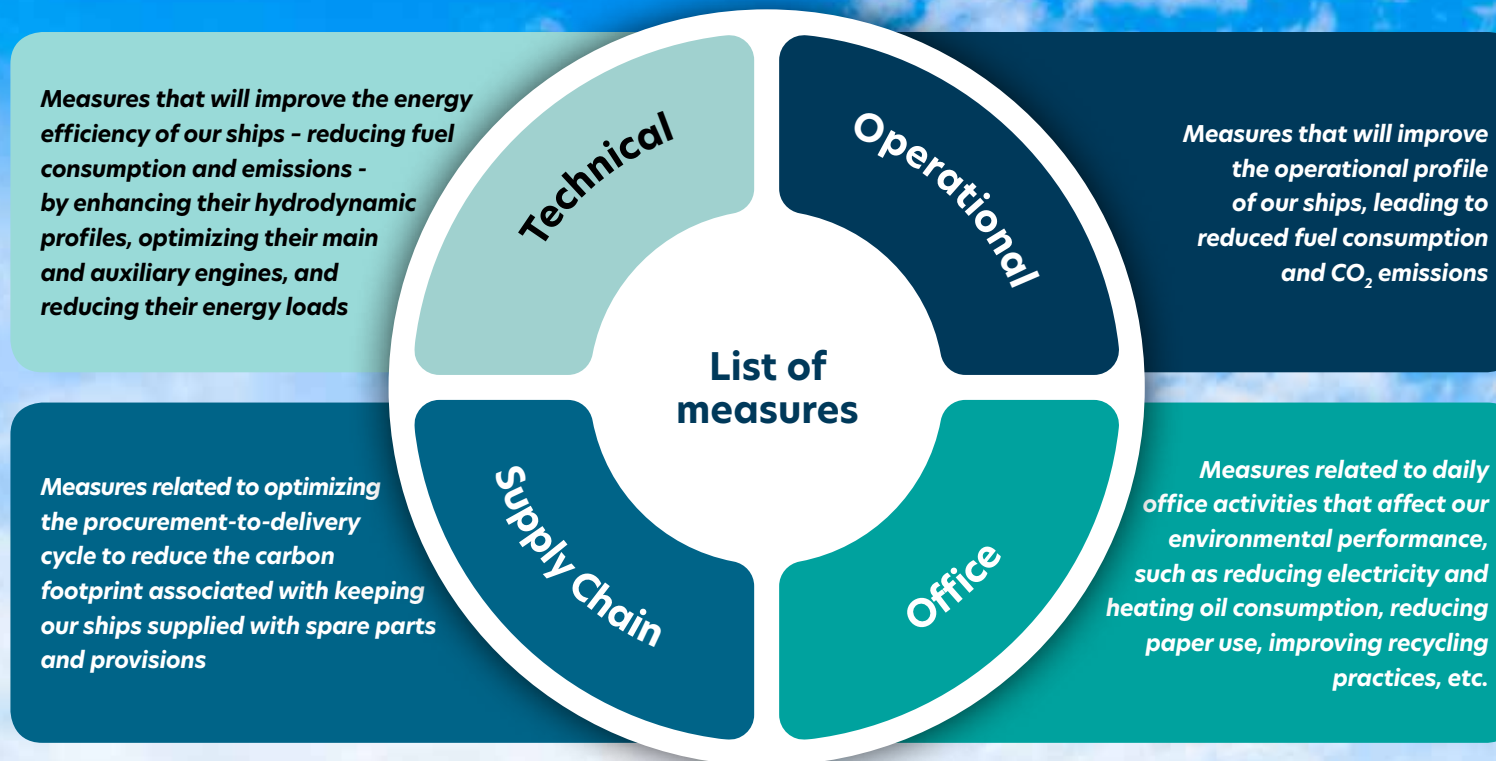 Measures that will improve the energy
efficiency of our ships – reducing fuel
consumption and emissions -
by enhancing their hydrodynamic
profiles, optimizing their main
and auxiliary engines, and
reducing their energy loads
Technical
Operational
Measures that will improve
the operational profile
of our ships, leading to
reduced fuel consumption
and CO₂ emissions
List of
measures
Measures related to optimizing
the procurement-to-delivery
cycle to reduce the carbon
footprint associated with keeping
our ships supplied with spare parts
and provisions
Supply Chain
Office
Measures related to daily
office activities that affect our
environmental performance,
such as reducing electricity and
heating oil consumption, reducing
paper use, improving recycling
practices, etc.